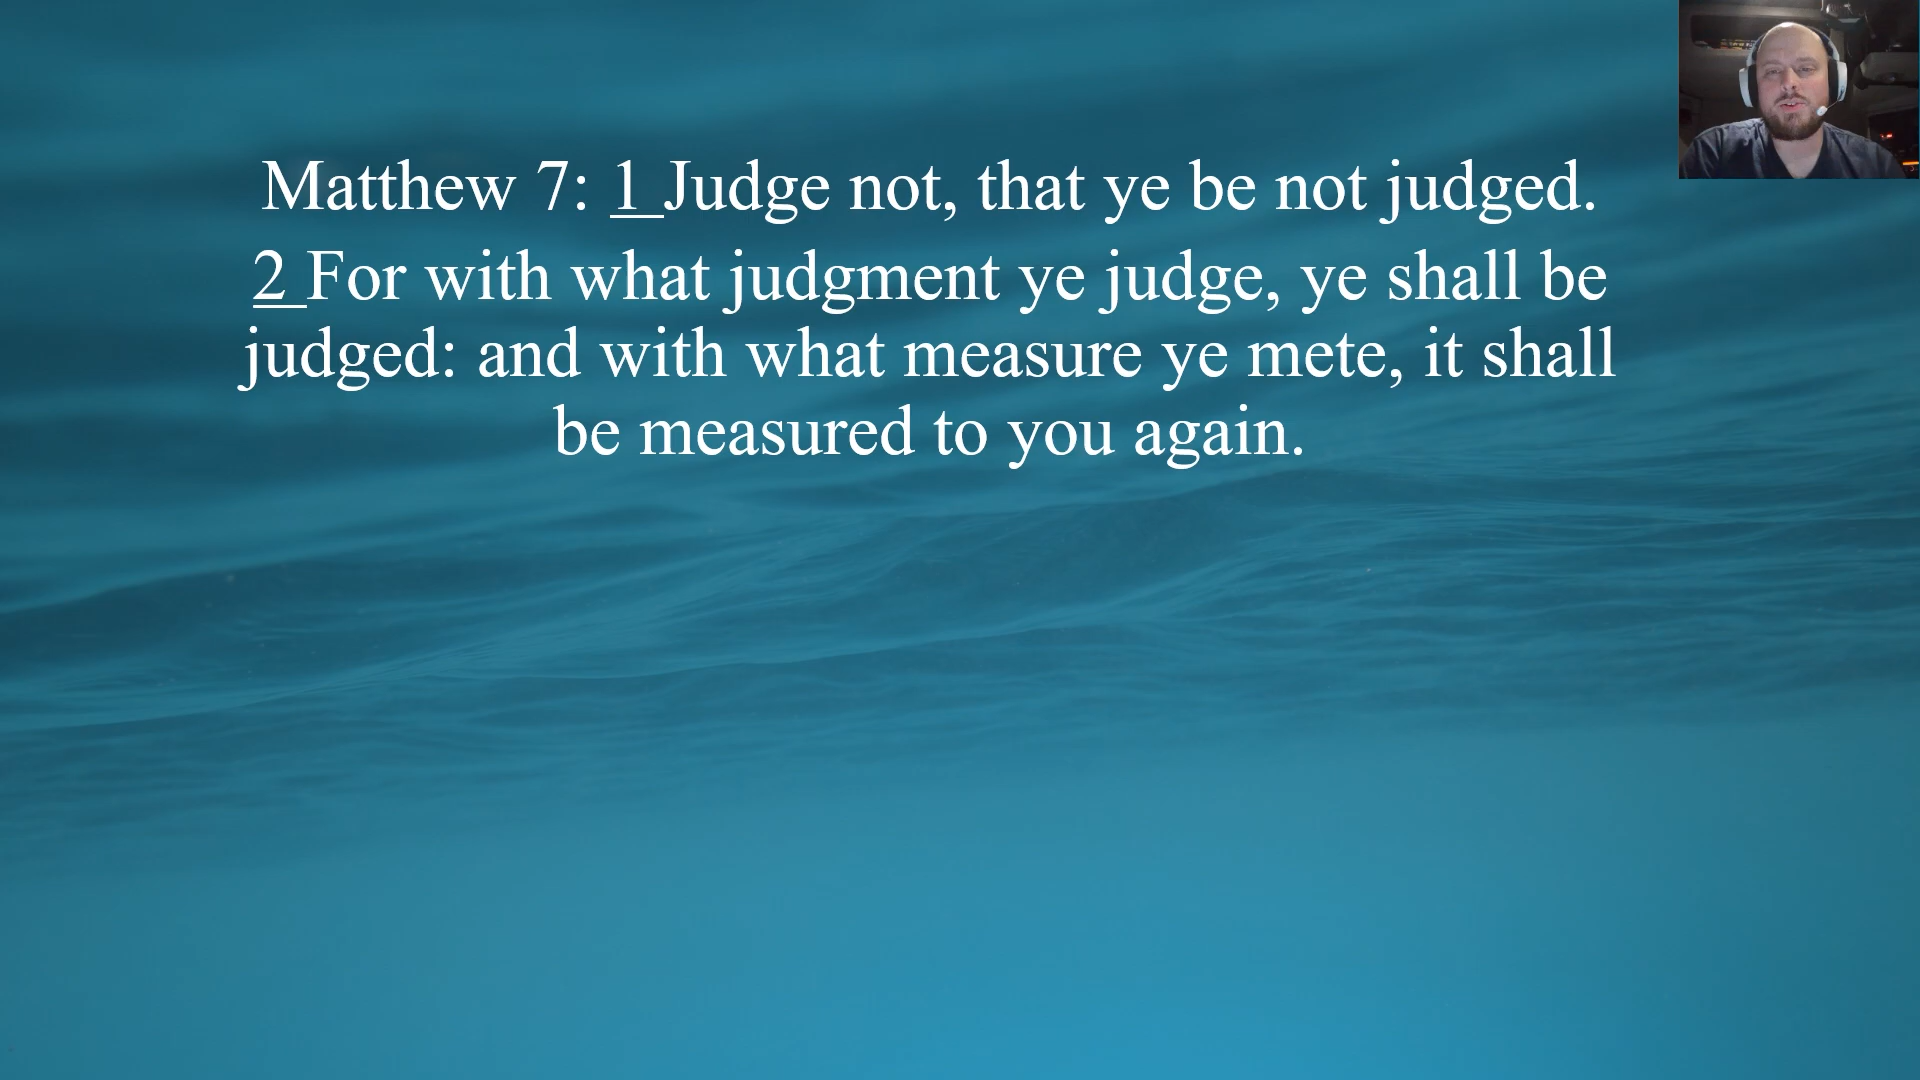 Matthew 7: 1 Judge not, that ye be not judged.
2 For with what judgment ye judge, ye shall be
judged: and with what measure ye mete, it shall
be measured to you again.